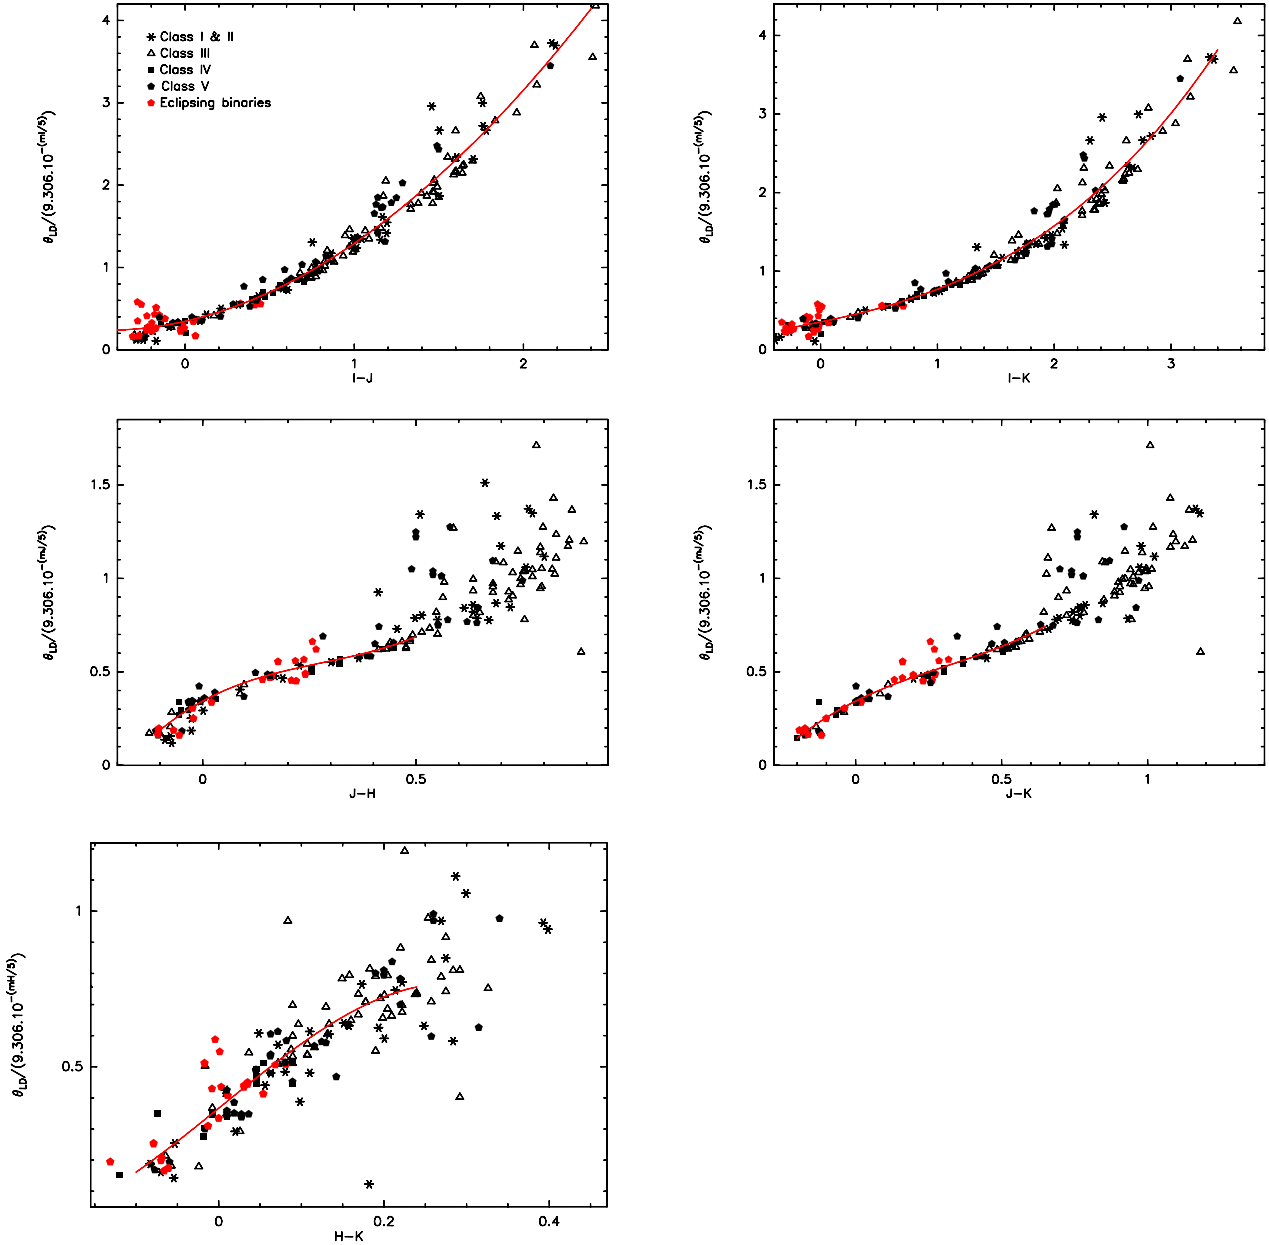 4
3
2
1
0
✳ Class I & II
△ Class III
■ Class IV
⬟ Class V
⬟ Eclipsing binaries
θLD/(9.306.10−(mI/5))
0 1 2
I−J
4
3
2
1
0
θLD/(9.306.10−(mI/5))
0 1 2 3
I−K
1.5
1
0.5
0
θLD/(9.306.10−(mJ/5))
0 0.5
J−H
1.5
1
0.5
0
θLD/(9.306.10−(mJ/5))
0 0.5 1
J−K
1
0.5
θLD/(9.306.10−(mH/5))
0 0.2 0.4
H−K